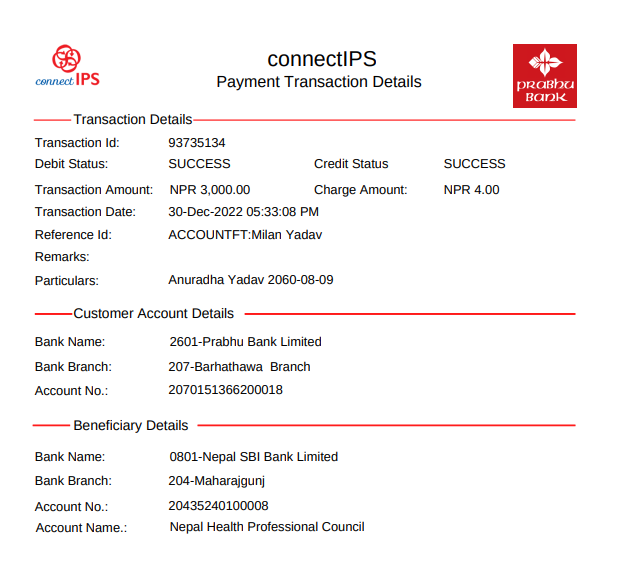 connectIPS
connectIPS
Payment Transaction Details
PRABHU
BANK
Transaction Details
Transaction Id: 93735134
Debit Status: SUCCESS Credit Status SUCCESS
Transaction Amount: NPR 3,000.00 Charge Amount: NPR 4.00
Transaction Date: 30-Dec-2022 05:33:08 PM
Reference Id: ACCOUNTFT:Milan Yadav
Remarks:
Particulars: Anuradha Yadav 2060-08-09
Customer Account Details
Bank Name: 2601-Prabhu Bank Limited
Bank Branch: 207-Barhathawa Branch
Account No.: 2070151366200018
Beneficiary Details
Bank Name: 0801-Nepal SBI Bank Limited
Bank Branch: 204-Maharajgunj
Account No.: 20435240100008
Account Name.: Nepal Health Professional Council